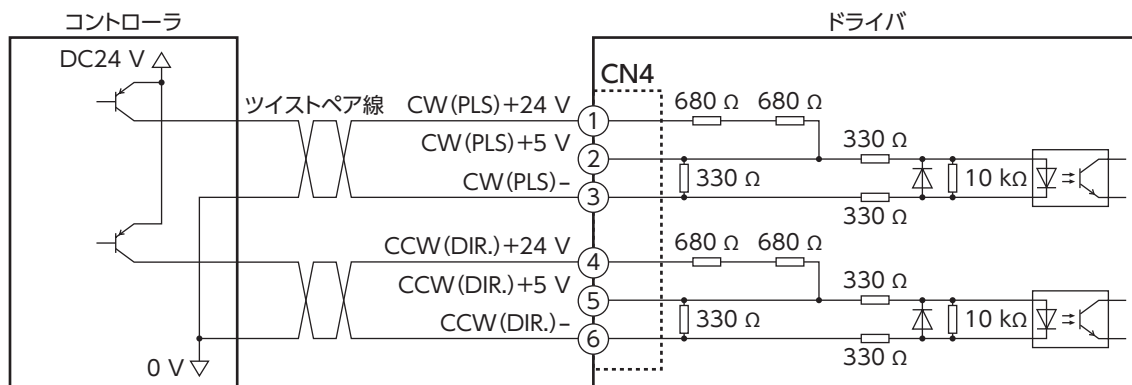 コントローラ
ドライバ
DC24 V
CN4
ツイストペア線
CW(PLS)+24 V
1
680 Ω
680 Ω
330 Ω
CW(PLS)+5 V
2
330 Ω
10 kΩ
CW(PLS)−
3
330 Ω
CCW(DIR.)+24 V
4
680 Ω
680 Ω
330 Ω
CCW(DIR.)+5 V
5
330 Ω
10 kΩ
CCW(DIR.)−
6
330 Ω
0 V